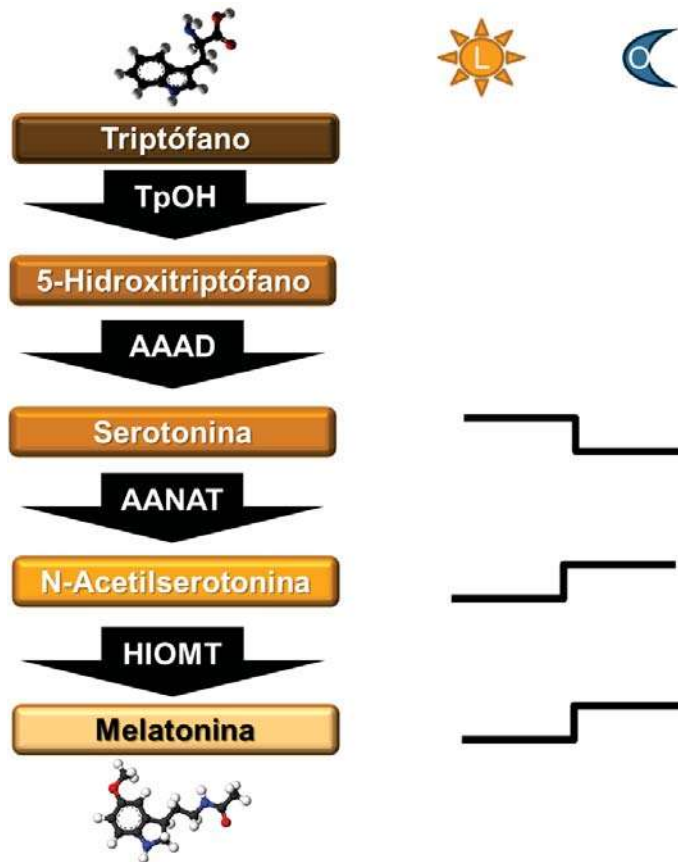 L
O
Triptófano
TpOH
5-Hidroxitriptófano
AAAD
Serotonina
AANAT
N-Acetilserotonina
HIOMT
Melatonina